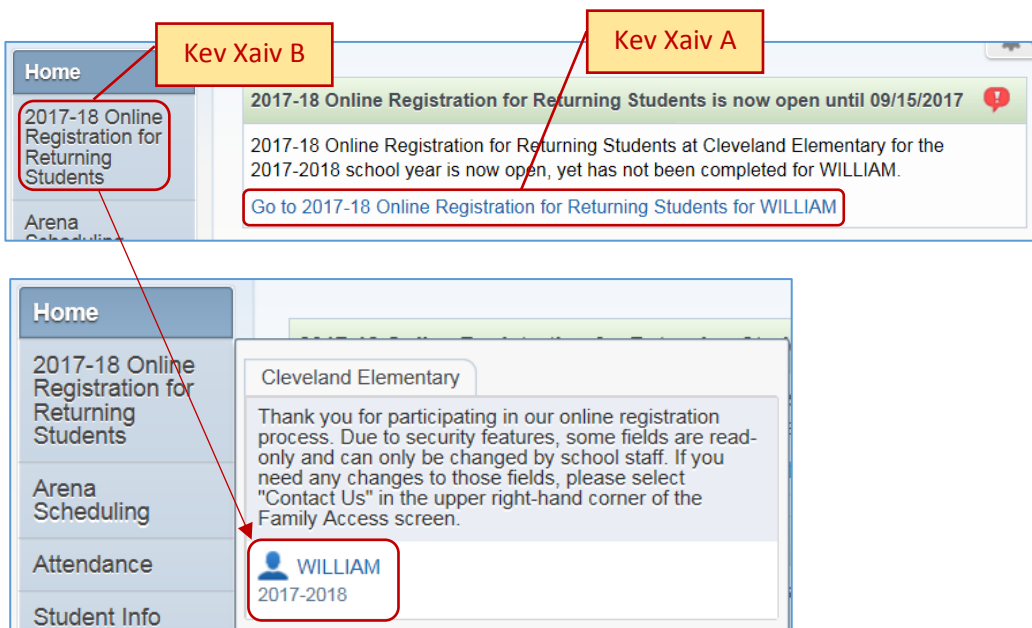 Kev Xaiv B
Kev Xaiv A
Home
2017-18 Online
Registration for
Returning
Students
Arena
Scheduling
2017-18 Online Registration for Returning Students is now open until 09/15/2017
2017-18 Online Registration for Returning Students at Cleveland Elementary for the
2017-2018 school year is now open, yet has not been completed for WILLIAM.
Go to 2017-18 Online Registration for Returning Students for WILLIAM
Home
2017-18 Online
Registration for
Returning
Students
Arena
Scheduling
Attendance
Student Info
Cleveland Elementary
Thank you for participating in our online registration
process. Due to security features, some fields are read-
only and can only be changed by school staff. If you
need any changes to those fields, please select
"Contact Us" in the upper right-hand corner of the
Family Access screen.
WILLIAM
2017-2018